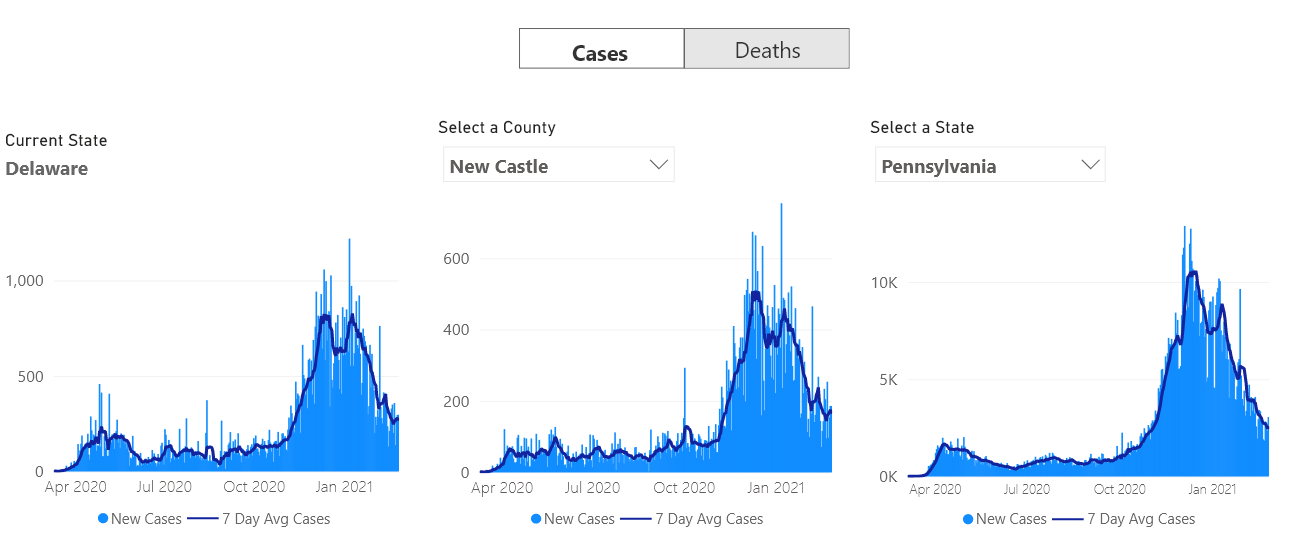 Cases
Deaths
Current State
Delaware
1,000
500
0
Apr 2020 Jul 2020 Oct 2020 Jan 2021
New Cases 7 Day Avg Cases
Select a County
New Castle
600
400
200
0
Apr 2020 Jul 2020 Oct 2020 Jan 2021
New Cases 7 Day Avg Cases
Select a State
Pennsylvania
10K
5K
0K
Apr 2020 Jul 2020 Oct 2020 Jan 2021
New Cases 7 Day Avg Cases